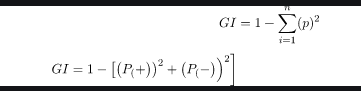 GI = 1 − \sum_{i=1}^{n} (p)^2
GI = 1 − [(P_(+))^2 + (P_(−))^2]